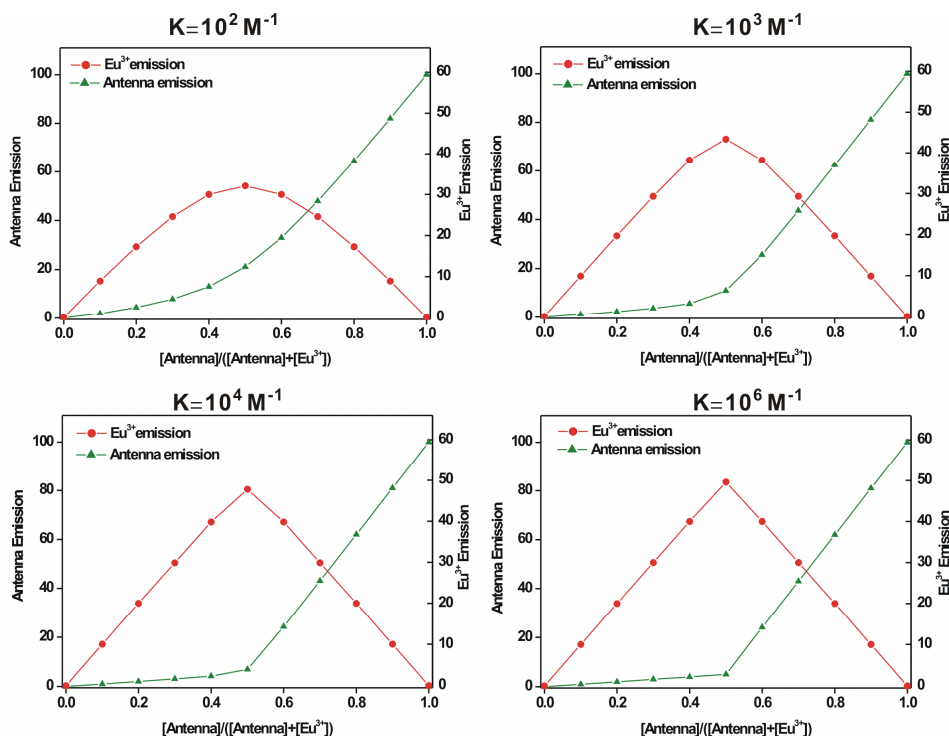 K=10² M⁻¹
Eu³⁺ emission
Antenna emission
Antenna Emission
100
80
60
40
20
0
60
50
40
30
20
10
0
Eu³⁺ Emission
0.0 0.2 0.4 0.6 0.8 1.0
[Antenna]/([Antenna]+[Eu³⁺])
K=10³ M⁻¹
Eu³⁺ emission
Antenna emission
Antenna Emission
100
80
60
40
20
0
60
50
40
30
20
10
0
Eu³⁺ Emission
0.0 0.2 0.4 0.6 0.8 1.0
[Antenna]/([Antenna]+[Eu³⁺])
K=10⁴ M⁻¹
Eu³⁺ emission
Antenna emission
Antenna Emission
100
80
60
40
20
0
60
50
40
30
20
10
0
Eu³⁺ Emission
0.0 0.2 0.4 0.6 0.8 1.0
[Antenna]/([Antenna]+[Eu³⁺])
K=10⁶ M⁻¹
Eu³⁺ emission
Antenna emission
Antenna Emission
100
80
60
40
20
0
60
50
40
30
20
10
0
Eu³⁺ Emission
0.0 0.2 0.4 0.6 0.8 1.0
[Antenna]/([Antenna]+[Eu³⁺])